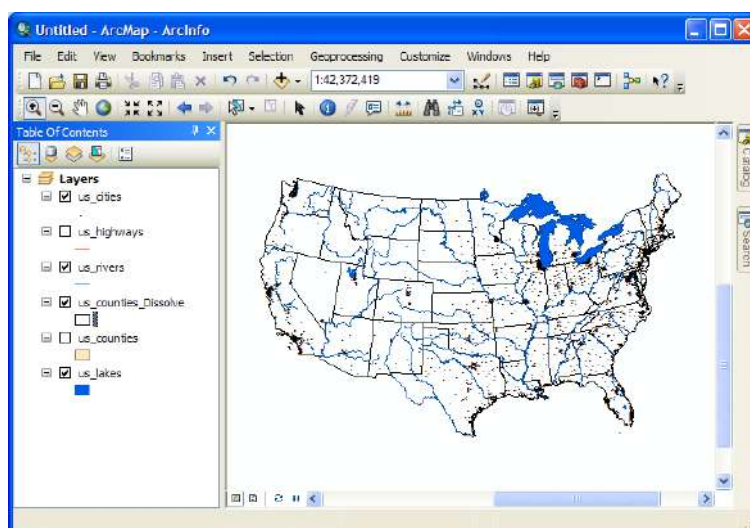 Untitled - ArcMap - ArcInfo
File Edit View Bookmarks Insert Selection Geoprocessing Customize Windows Help
1:42,372,419
Table Of Contents
Layers
us_cities
us_highways
us_rivers
us_counties_Dissolve
us_counties
us_lakes
Catalog
Search